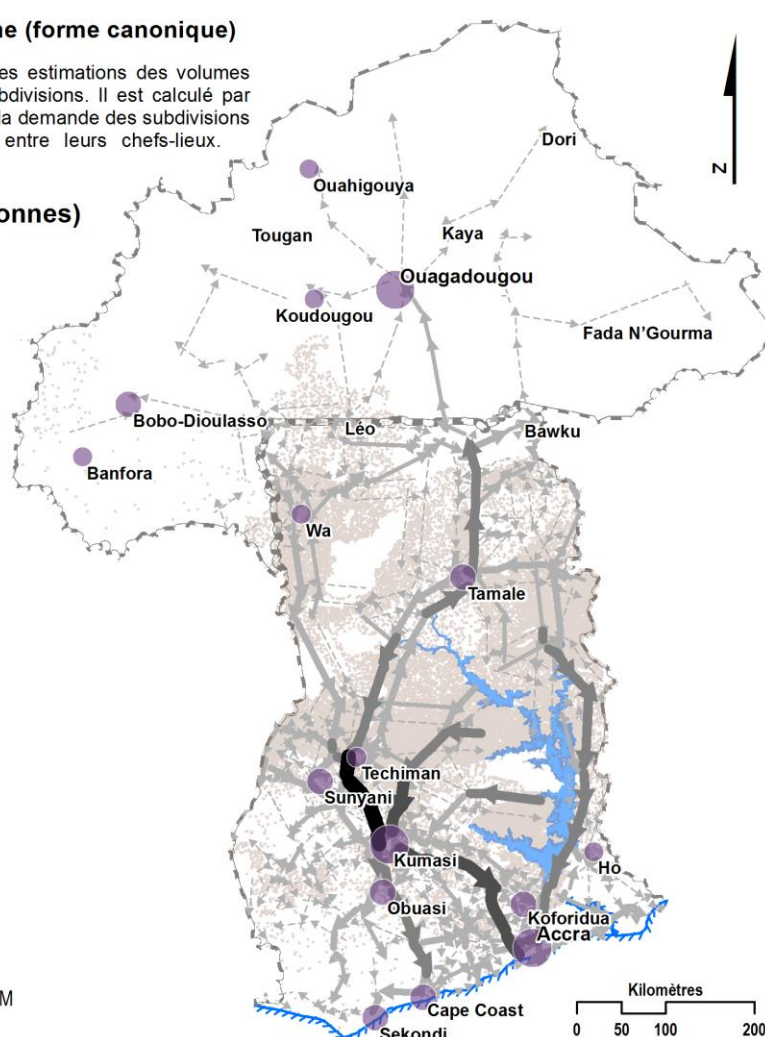 ne (forme canonique)
es estimations des volumes
bdivisions. Il est calculé par
la demande des subdivisions
entre leurs chefs-lieux.
onnes)
N
Dori
Ouahigouya
Tougan
Kaya
Ouagadougou
Koudougou
Fada N'Gourma
Bobo-Dioulasso
Léo
Bawku
Banfora
Wa
Tamale
Techiman
Sunyani
Kumasi
Ho
Obuasi
Koforidua
Accra
M
Cape Coast
Sekondi
Kilomètres
0 50 100 200